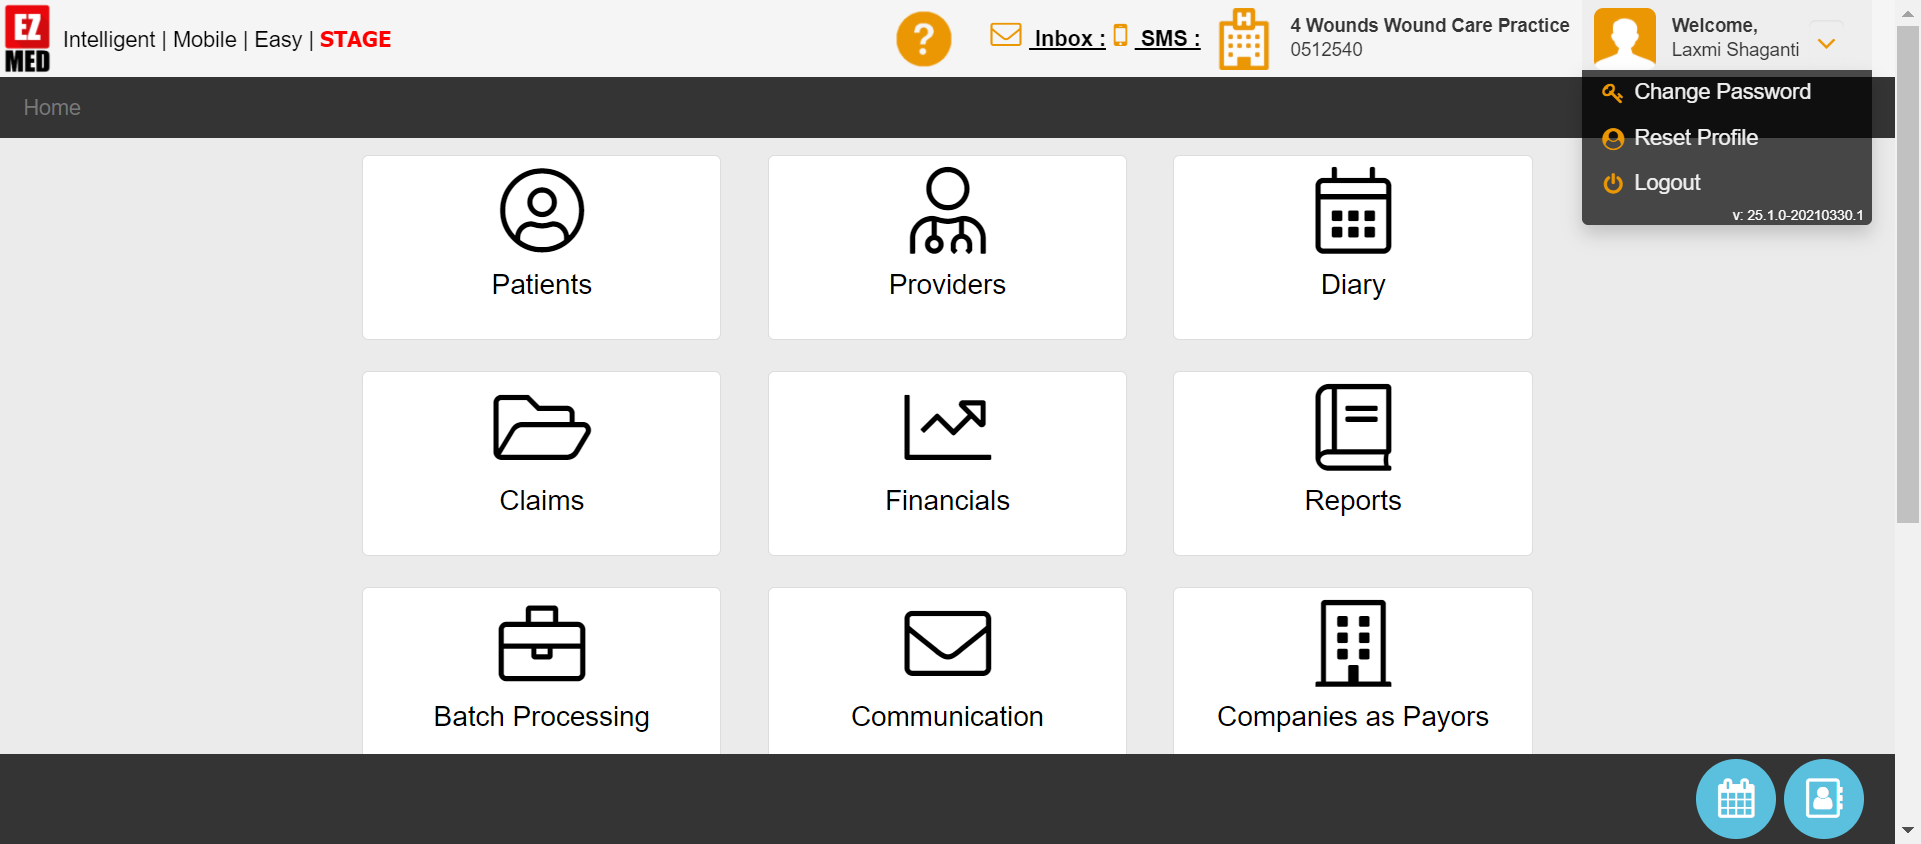 EZ
MED
Intelligent | Mobile | Easy | STAGE
?
Inbox :
SMS :
H
4 Wounds Wound Care Practice
0512540
Welcome,
Laxmi Shaganti
Home
Change Password
Reset Profile
Logout
v: 25.1.0-20210330.1
Patients
Providers
Diary
Claims
Financials
Reports
Batch Processing
Communication
Companies as Payors